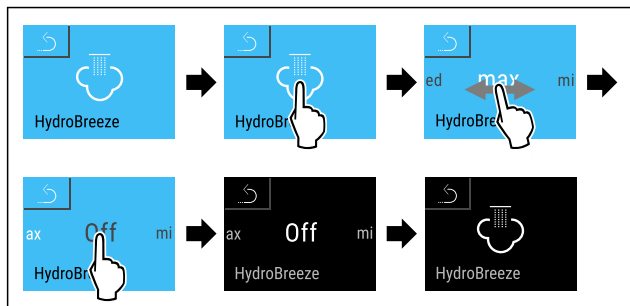 HydroBreeze
HydroBr
ed max mi
HydroBre
ax Off mi
HydroBr
ax Off mi
HydroBreeze
HydroBreeze